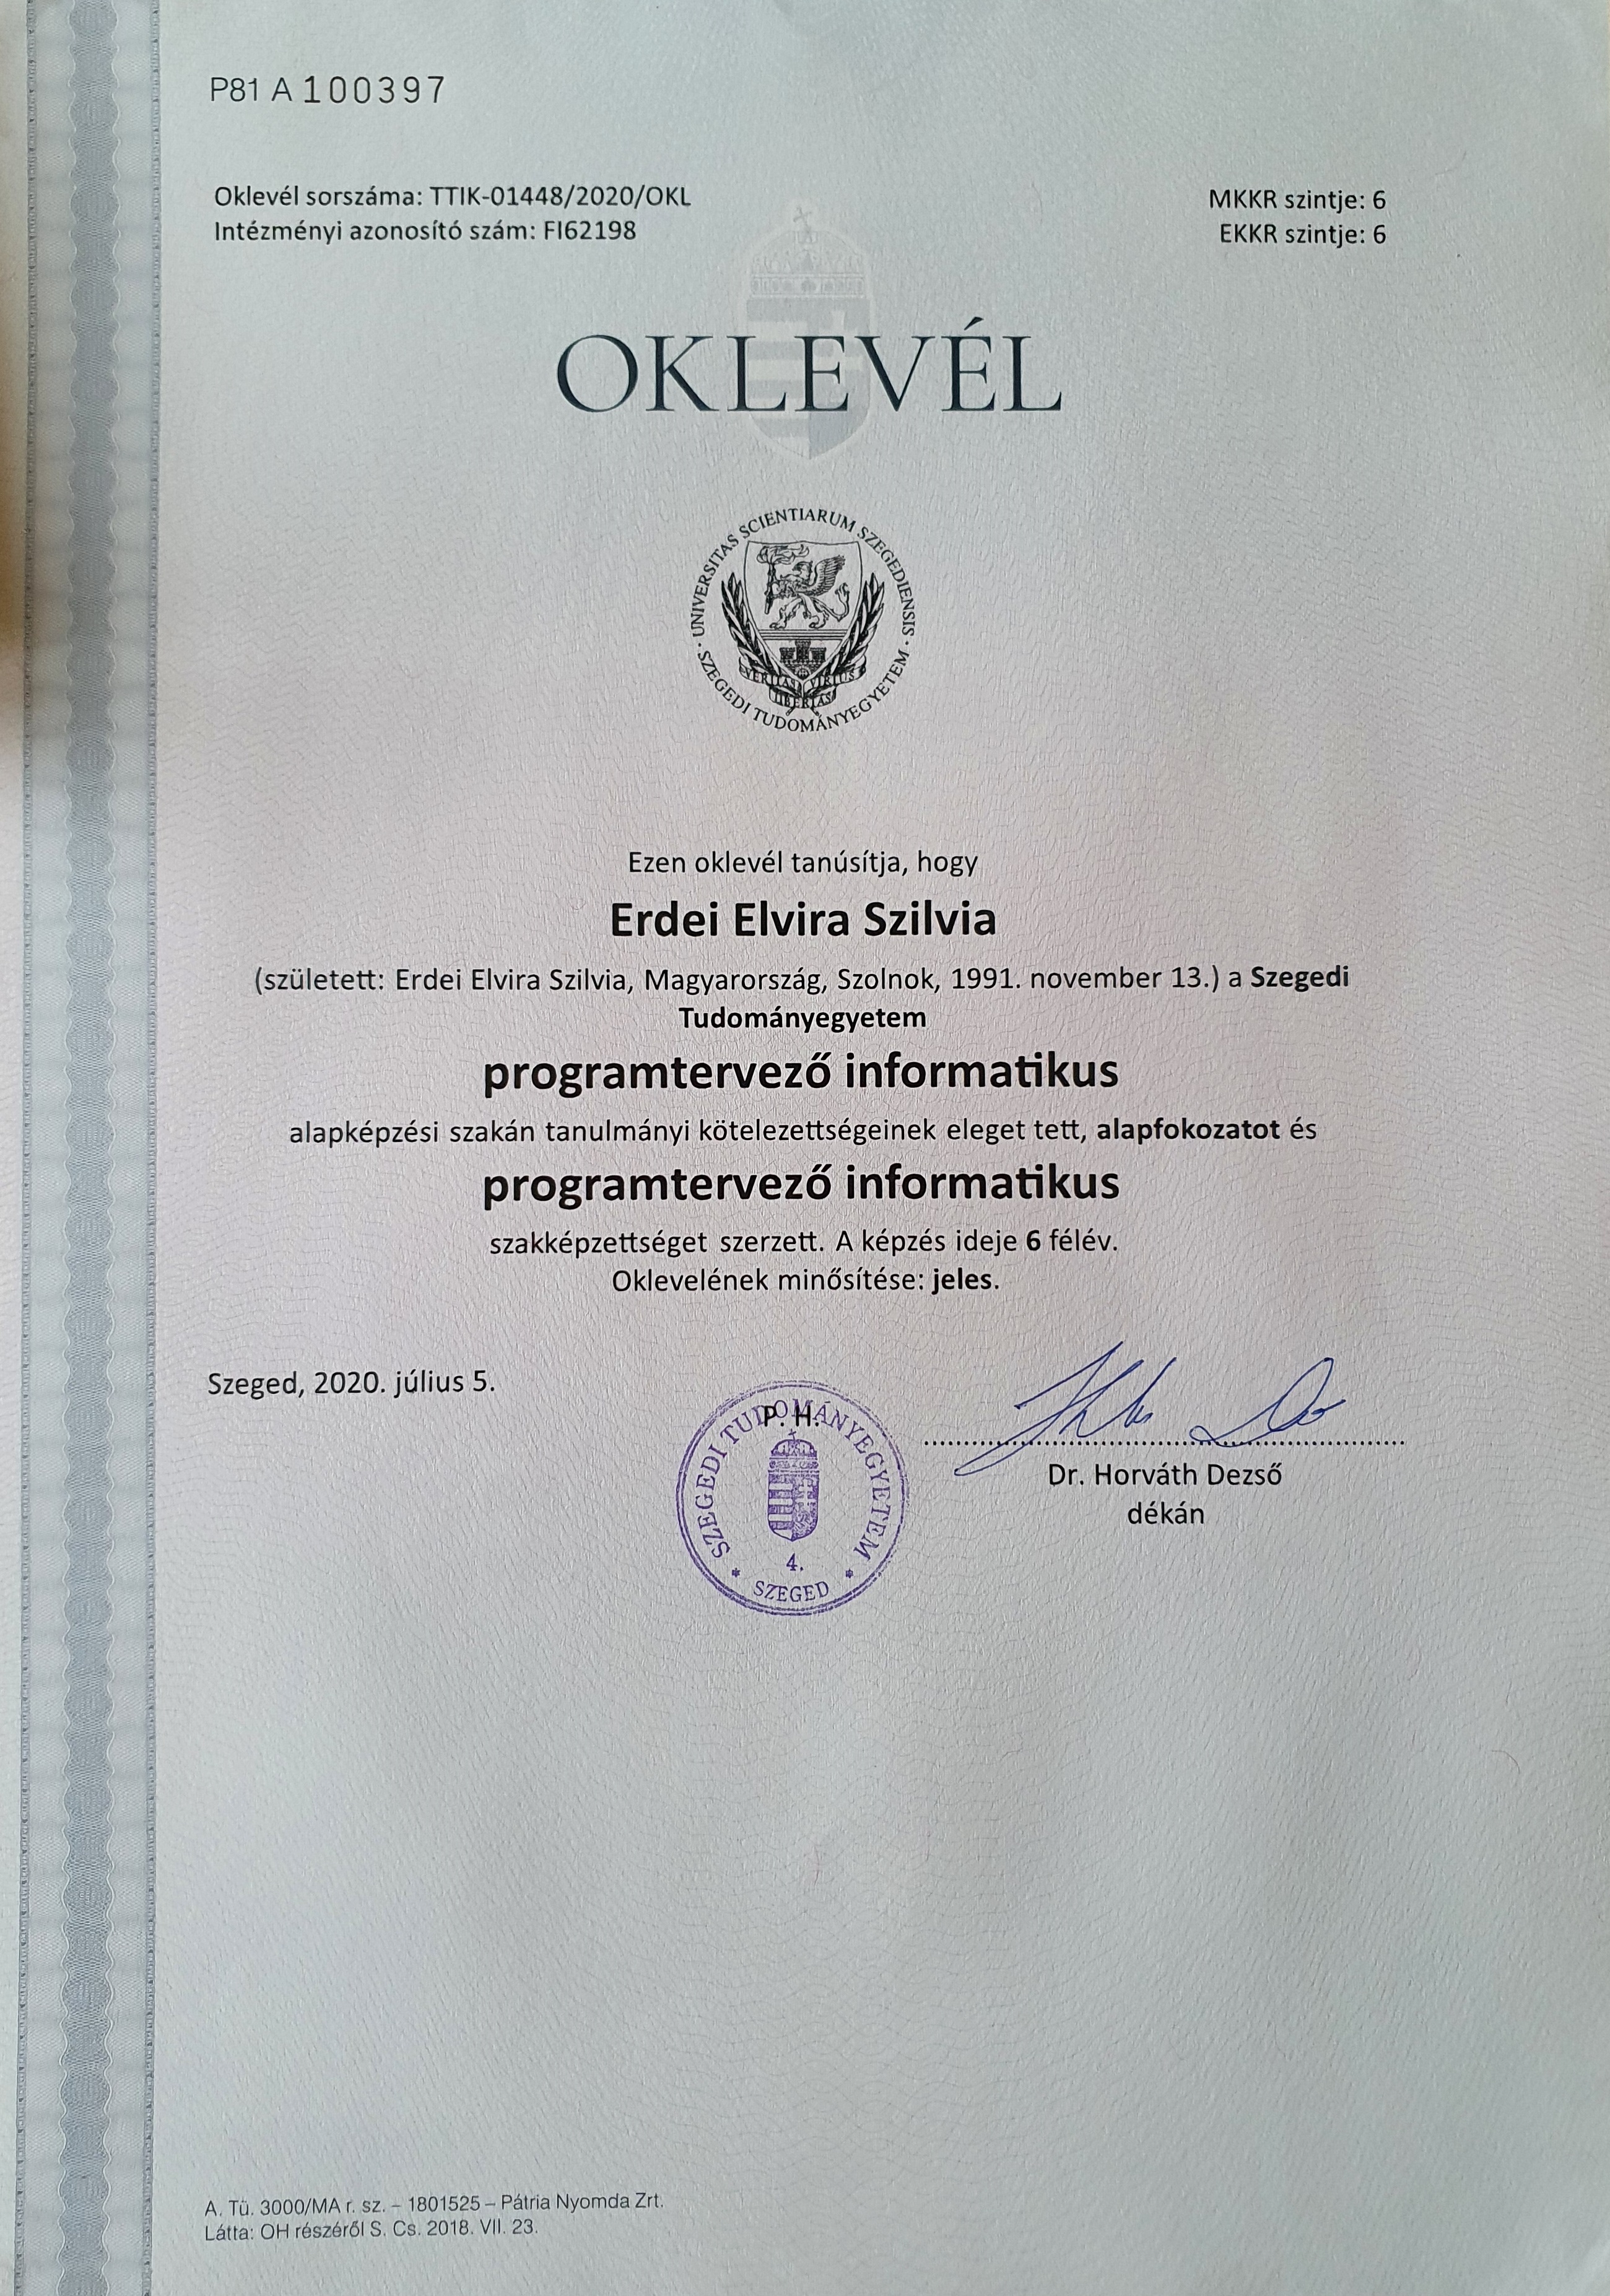 P81 A 100397
Oklevél sorszáma: TTIK-01448/2020/OKL
Intézményi azonosító szám: FI62198
MKKR szintje: 6
EKKR szintje: 6
OKLEVÉL
· UNIVERSITAS SCIENTIARUM SZEGEDIENSIS ·
SZEGEDI TUDOMÁNYEGYETEM
VERITAS VIRTUS
LIBERTAS
Ezen oklevél tanúsítja, hogy
Erdei Elvira Szilvia
(született: Erdei Elvira Szilvia, Magyarország, Szolnok, 1991. november 13.) a Szegedi
Tudományegyetem
programtervező informatikus
alapképzési szakán tanulmányi kötelezettségeinek eleget tett, alapfokozatot és
programtervező informatikus
szakképzettséget szerzett. A képzés ideje 6 félév.
Oklevelének minősítése: jeles.
Szeged, 2020. július 5.
P. H.
SZEGEDI TUDOMÁNYEGYETEM
4.
* SZEGED *
Dr. Horváth Dezső
dékán
A. Tü. 3000/MA r. sz. – 1801525 – Pátria Nyomda Zrt.
Látta: OH részéről S. Cs. 2018. VII. 23.